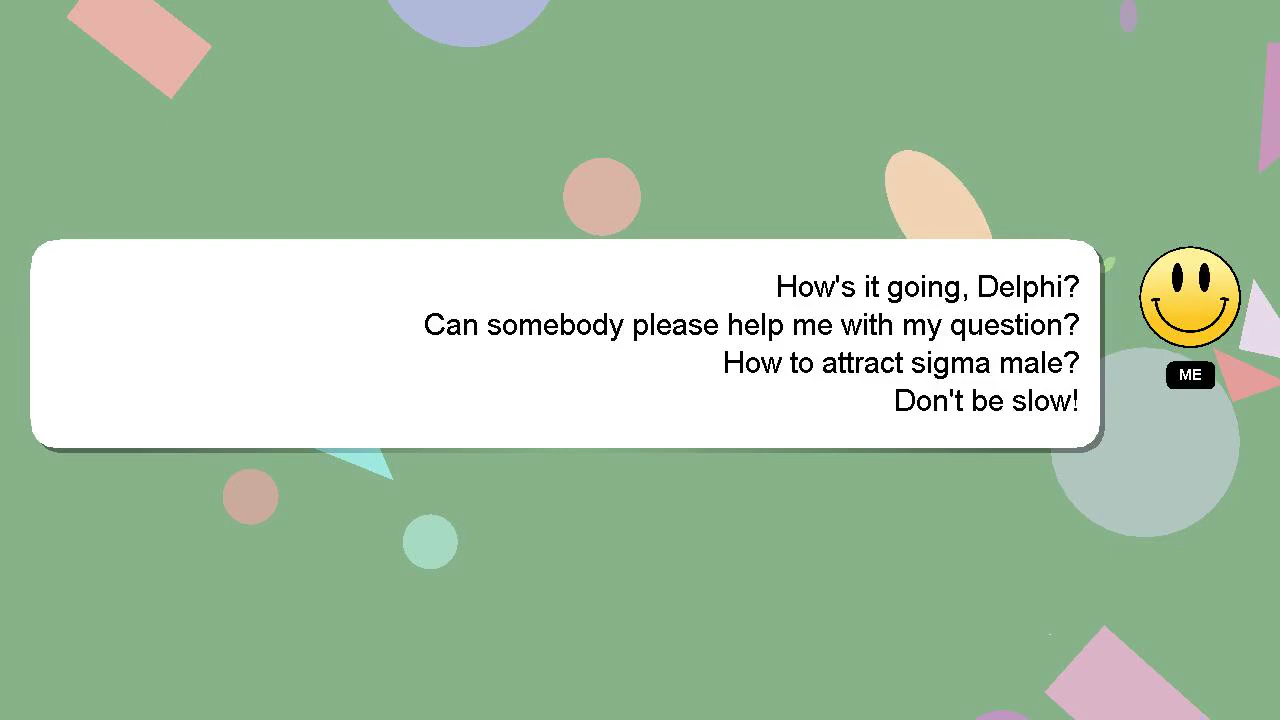 How's it going, Delphi?
Can somebody please help me with my question?
How to attract sigma male?
Don't be slow!
ME